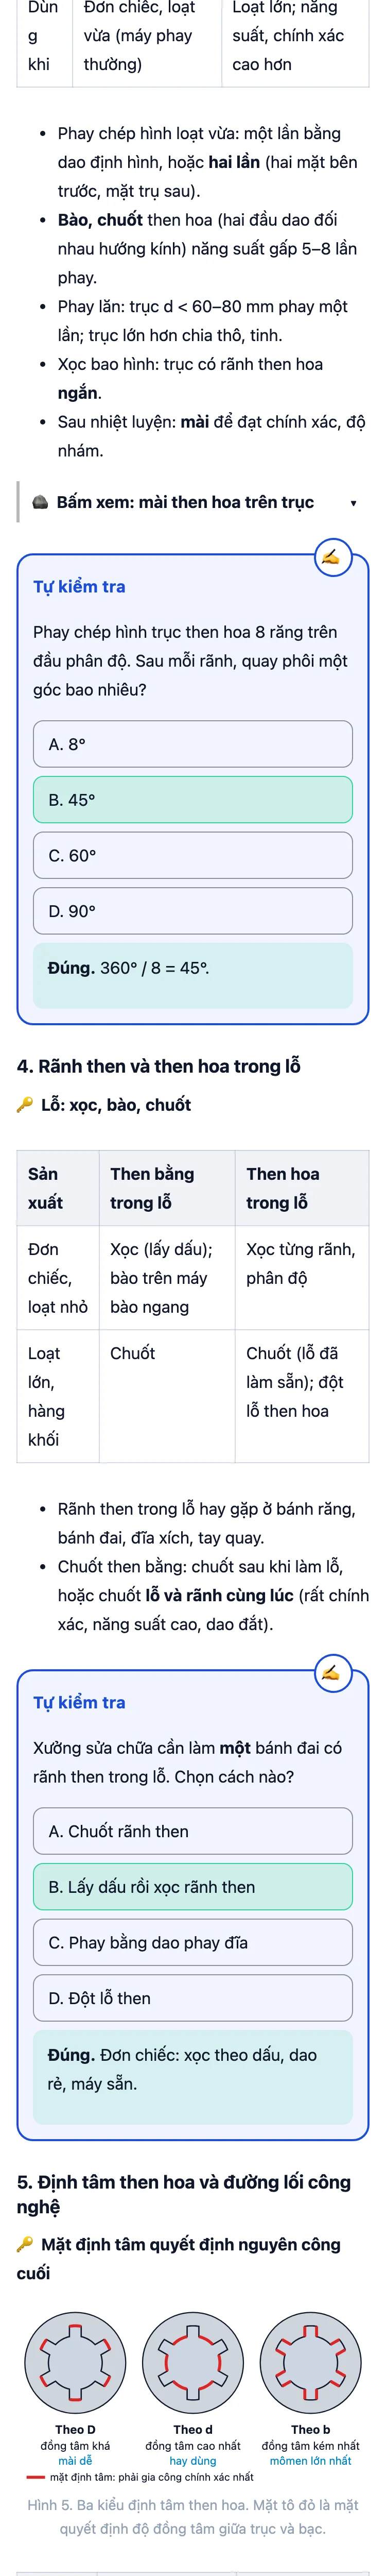 Dùn
g
khi
Đơn chiếc, loạt
vừa (máy phay
thường)
Loạt lớn; năng
suất, chính xác
cao hơn
• Phay chép hình loạt vừa: một lần bằng
dao định hình, hoặc hai lần (hai mặt bên
trước, mặt trụ sau).
• Bào, chuốt then hoa (hai đầu dao đối
nhau hướng kính) năng suất gấp 5–8 lần
phay.
• Phay lăn: trục d < 60–80 mm phay một
lần; trục lớn hơn chia thô, tinh.
• Xọc bao hình: trục có rãnh then hoa
ngắn.
• Sau nhiệt luyện: mài để đạt chính xác, độ
nhám.
Bấm xem: mài then hoa trên trục
Tự kiểm tra
Phay chép hình trục then hoa 8 răng trên
đầu phân độ. Sau mỗi rãnh, quay phôi một
góc bao nhiêu?
A. 8°
B. 45°
C. 60°
D. 90°
Đúng. 360° / 8 = 45°.
4. Rãnh then và then hoa trong lỗ
Lỗ: xọc, bào, chuốt
Sản
xuất
Then bằng
trong lỗ
Then hoa
trong lỗ
Đơn
chiếc,
loạt nhỏ
Xọc (lấy dấu);
bào trên máy
bào ngang
Xọc từng rãnh,
phân độ
Loạt
lớn,
hàng
khối
Chuốt
Chuốt (lỗ đã
làm sẵn); đột
lỗ then hoa
• Rãnh then trong lỗ hay gặp ở bánh răng,
bánh đai, đĩa xích, tay quay.
• Chuốt then bằng: chuốt sau khi làm lỗ,
hoặc chuốt lỗ và rãnh cùng lúc (rất chính
xác, năng suất cao, dao đắt).
Tự kiểm tra
Xưởng sửa chữa cần làm một bánh đai có
rãnh then trong lỗ. Chọn cách nào?
A. Chuốt rãnh then
B. Lấy dấu rồi xọc rãnh then
C. Phay bằng dao phay đĩa
D. Đột lỗ then
Đúng. Đơn chiếc: xọc theo dấu, dao
rẻ, máy sẵn.
5. Định tâm then hoa và đường lối công
nghệ
Mặt định tâm quyết định nguyên công
cuối
Theo D
đồng tâm khá
mài dễ
Theo d
đồng tâm cao nhất
hay dùng
Theo b
đồng tâm kém nhất
mômen lớn nhất
mặt định tâm: phải gia công chính xác nhất
Hình 5. Ba kiểu định tâm then hoa. Mặt tô đỏ là mặt
quyết định độ đồng tâm giữa trục và bạc.